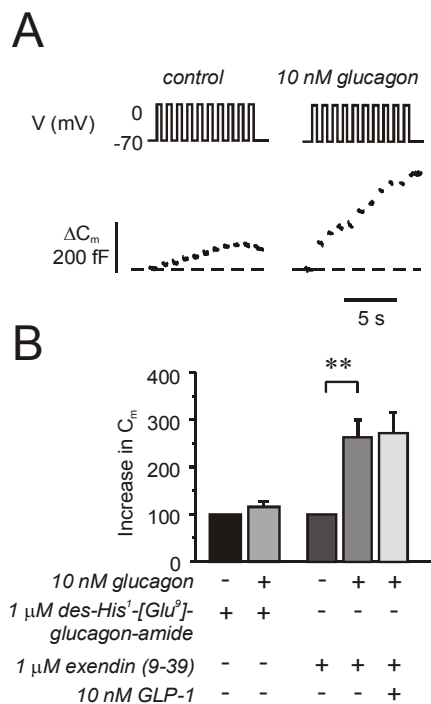 A
control 10 nM glucagon
V (mV)
0
-70
ΔCm
200 fF
5 s
B
**
Increase in Cm
400
300
200
100
0
10 nM glucagon - + - + +
1 μM des-His¹-[Glu⁹]-
glucagon-amide
+ + - - -
1 μM exendin (9-39) - - + + +
10 nM GLP-1 - - - - +